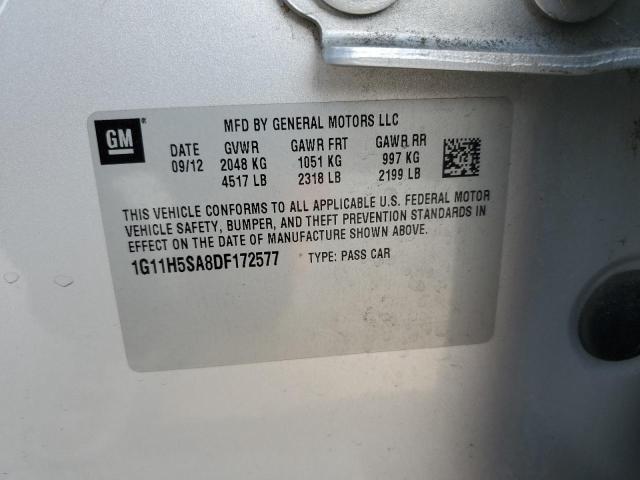 GM
MFD BY GENERAL MOTORS LLC
DATE GVWR GAWR FRT GAWR RR
09/12 2048 KG 1051 KG 997 KG
4517 LB 2318 LB 2199 LB
THIS VEHICLE CONFORMS TO ALL APPLICABLE U.S. FEDERAL MOTOR
VEHICLE SAFETY, BUMPER, AND THEFT PREVENTION STANDARDS IN
EFFECT ON THE DATE OF MANUFACTURE SHOWN ABOVE.
1G11H5SA8DF172577 TYPE: PASS CAR